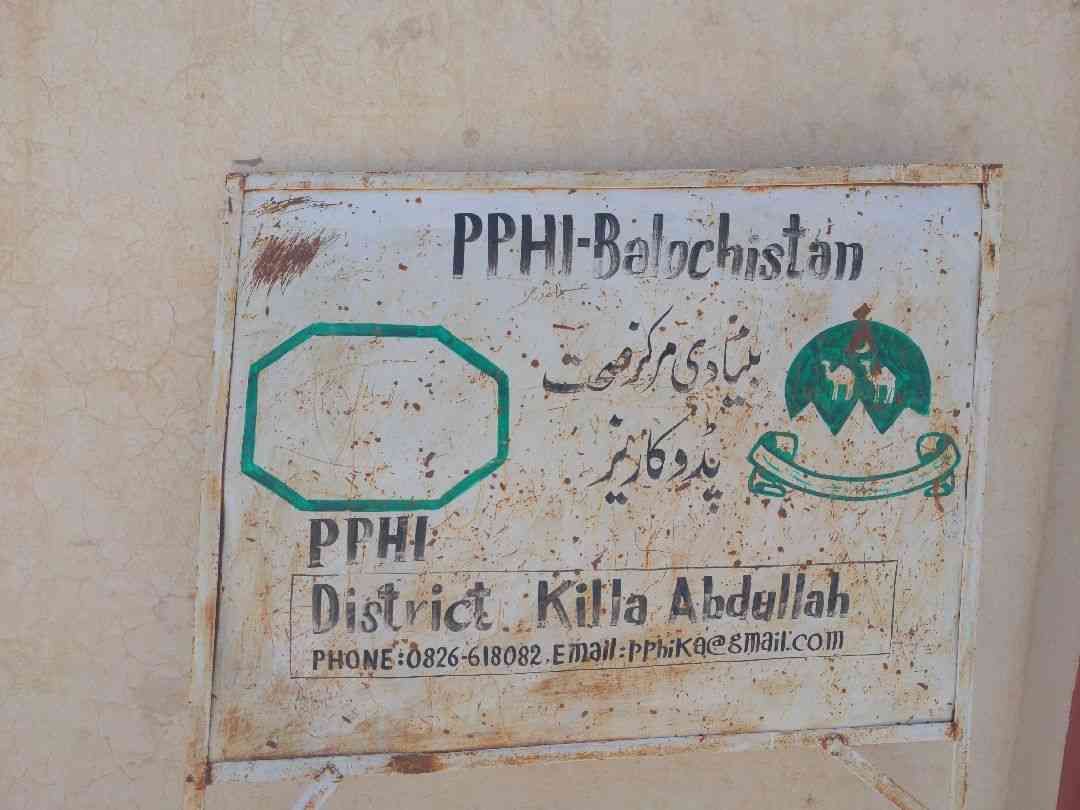 PPHI-Balochistan
بنیادی مرکز صحت
پڈو کاریز
PPHI
District Killa Abdullah
PHONE:0826-618082.Email:pphika@gmail.com